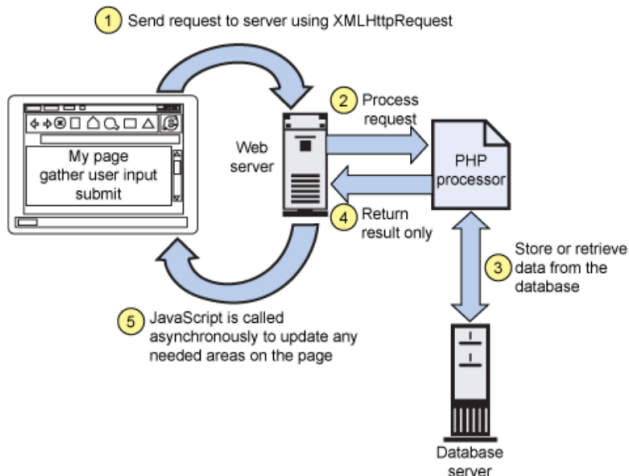 1 Send request to server using XMLHttpRequest
2 Process
request
Web
server
PHP
processor
My page
gather user input
submit
4 Return
result only
3 Store or retrieve
data from the
database
5 JavaScript is called
asynchronously to update any
needed areas on the page
Database
server